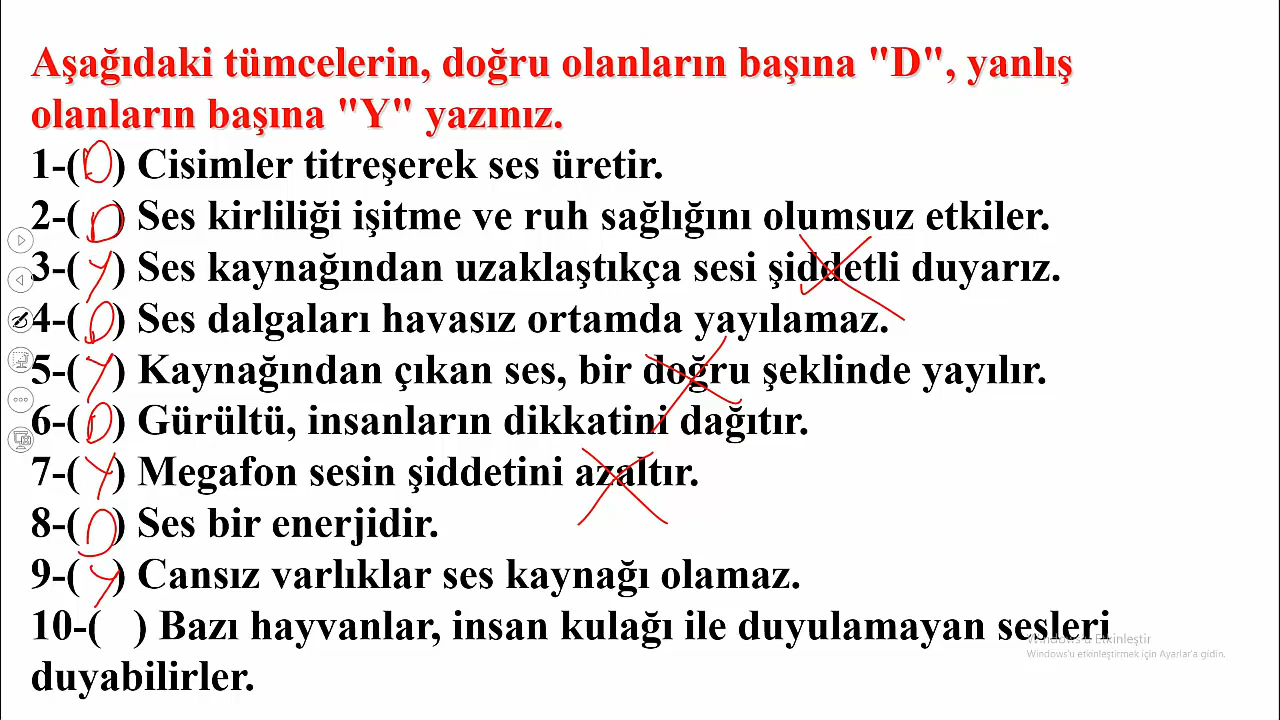 Aşağıdaki tümcelerin, doğru olanların başına "D", yanlış
olanların başına "Y" yazınız.
1-(D) Cisimler titreşerek ses üretir.
2-(D) Ses kirliliği işitme ve ruh sağlığını olumsuz etkiler.
3-(Y) Ses kaynağından uzaklaştıkça sesi şiddetli duyarız.
4-(D) Ses dalgaları havasız ortamda yayılamaz.
5-(Y) Kaynağından çıkan ses, bir doğru şeklinde yayılır.
6-(D) Gürültü, insanların dikkatini dağıtır.
7-(Y) Megafon sesin şiddetini azaltır.
8-(D) Ses bir enerjidir.
9-(Y) Cansız varlıklar ses kaynağı olamaz.
10-( ) Bazı hayvanlar, insan kulağı ile duyulamayan sesleri
duyabilirler.
Windows'u Etkinleştir
Windows'u etkinleştirmek için Ayarlar'a gidin.